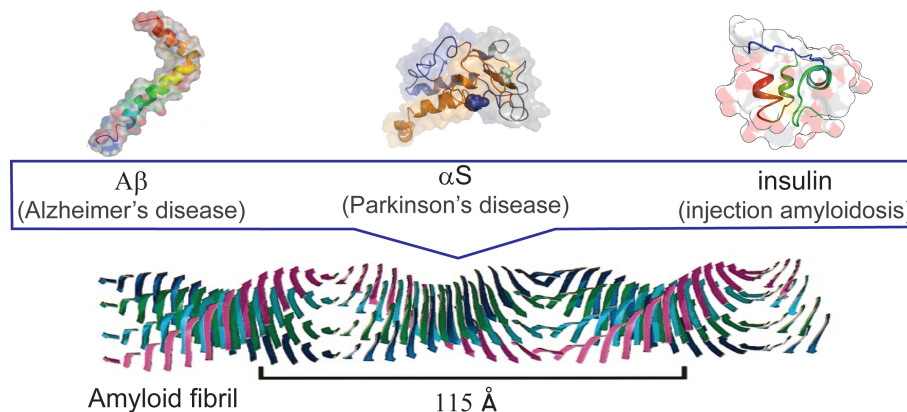 Aβ
(Alzheimer's disease)
αS
(Parkinson's disease)
insulin
(injection amyloidosis)
Amyloid fibril
115 Å